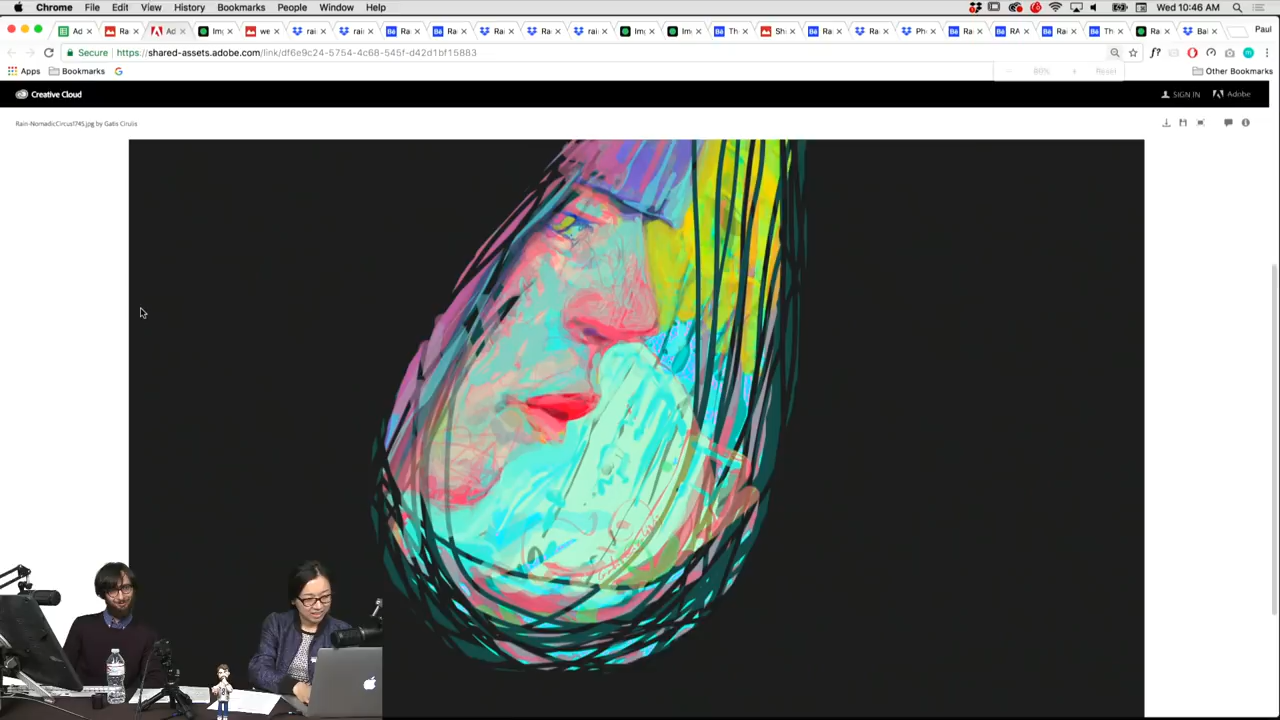 Chrome File Edit View History Bookmarks People Window Help
Wed 10:46 AM
Paul
Secure https://shared-assets.adobe.com/link/df6e9c24-5754-4c68-545f-d42d1bf15883
Apps Bookmarks Other Bookmarks
80% Reset
Creative Cloud SIGN IN Adobe
Rain-NomadicCircus1745.jpg by Gatis Cirulis